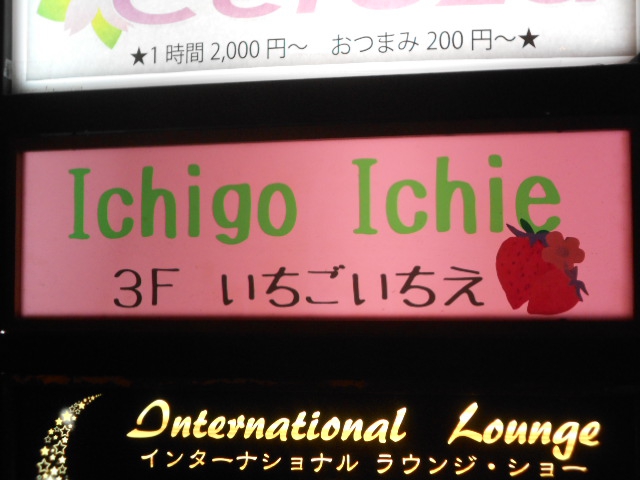 ★1時間2,000円～ おつまみ200円～★
Ichigo Ichie
3F いちごいちえ
International Lounge
インターナショナル ラウンジ・ショー